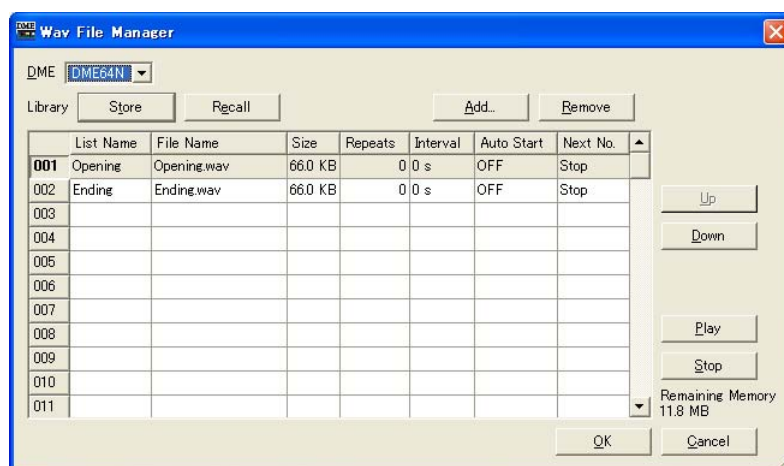 DME Wav File Manager
DME DME64N
Library Store Recall Add... Remove
List Name File Name Size Repeats Interval Auto Start Next No.
001 Opening Opening.wav 66.0 KB 0 0 s OFF Stop
002 Ending Ending.wav 66.0 KB 0 0 s OFF Stop
003
Up
004
Down
005
006
007
008
Play
009
Stop
010
Remaining Memory
011
11.8 MB
OK Cancel